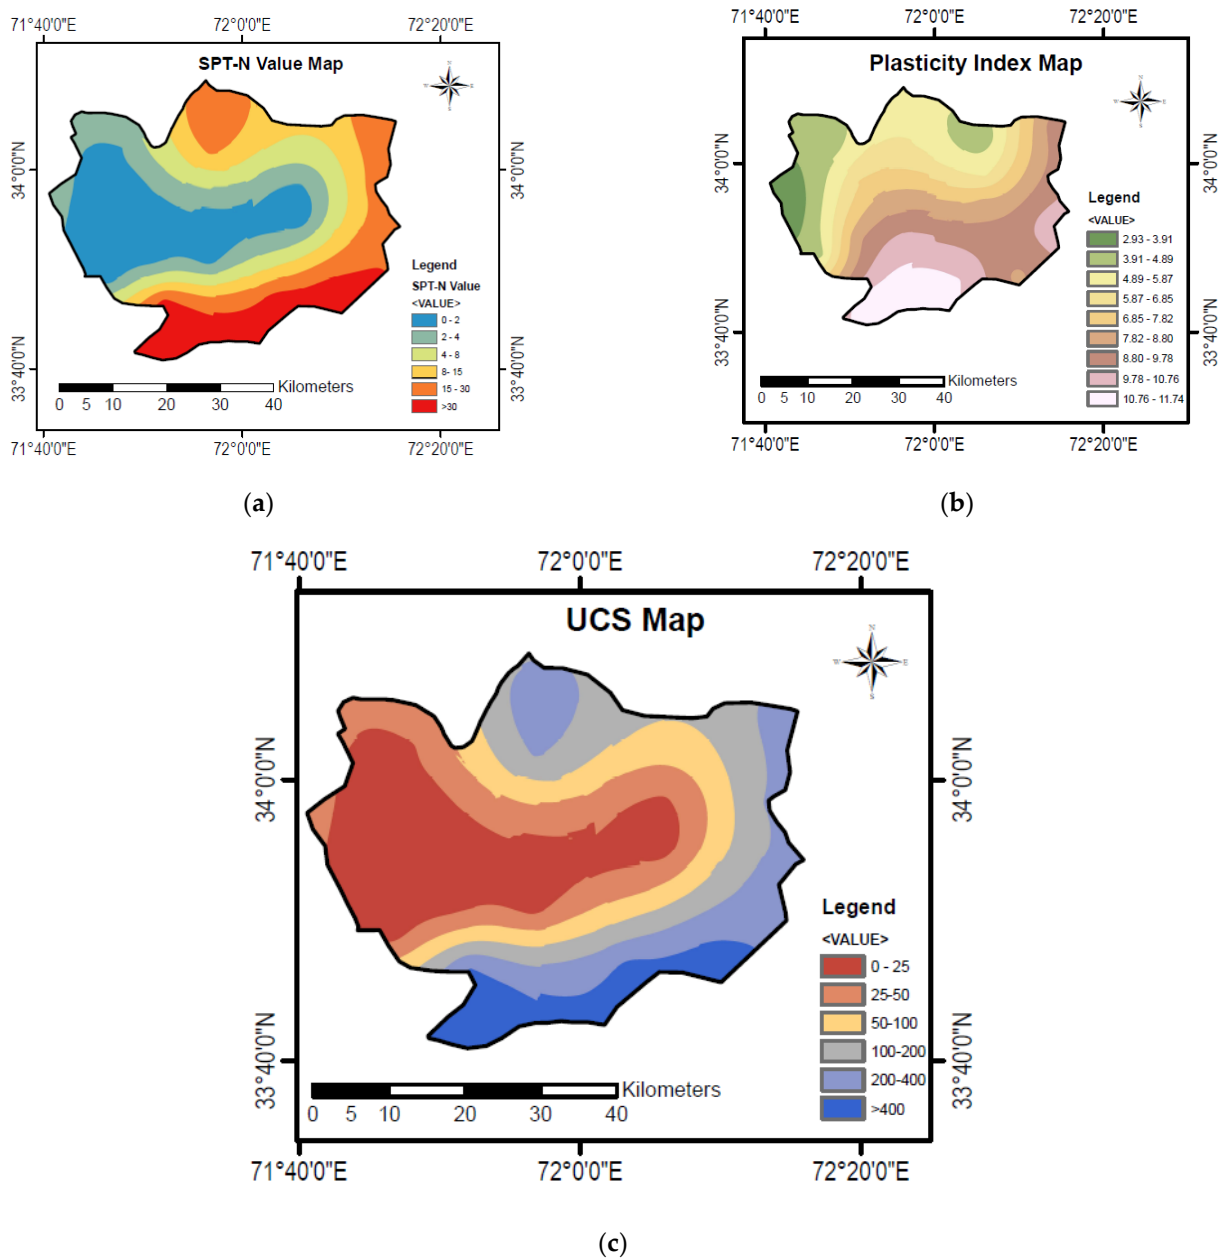 71°40'0"E 72°0'0"E 72°20'0"E
SPT-N Value Map
N
W E
S
34°0'0"N
34°0'0"N
33°40'0"N
33°40'0"N
Legend
SPT-N Value
<VALUE>
0 - 2
2 - 4
4 - 8
8- 15
15 - 30
>30
Kilometers
0 5 10 20 30 40
71°40'0"E 72°0'0"E 72°20'0"E
(a)
71°40'0"E 72°0'0"E 72°20'0"E
Plasticity Index Map
N
W E
S
34°0'0"N
34°0'0"N
33°40'0"N
33°40'0"N
Legend
<VALUE>
2.93 - 3.91
3.91 - 4.89
4.89 - 5.87
5.87 - 6.85
6.85 - 7.82
7.82 - 8.80
8.80 - 9.78
9.78 - 10.76
10.76 - 11.74
Kilometers
0 5 10 20 30 40
71°40'0"E 72°0'0"E 72°20'0"E
(b)
71°40'0"E 72°0'0"E 72°20'0"E
UCS Map
N
W E
S
34°0'0"N
34°0'0"N
33°40'0"N
33°40'0"N
Legend
<VALUE>
0 - 25
25-50
50-100
100-200
200-400
>400
Kilometers
0 5 10 20 30 40
71°40'0"E 72°0'0"E 72°20'0"E
(c)